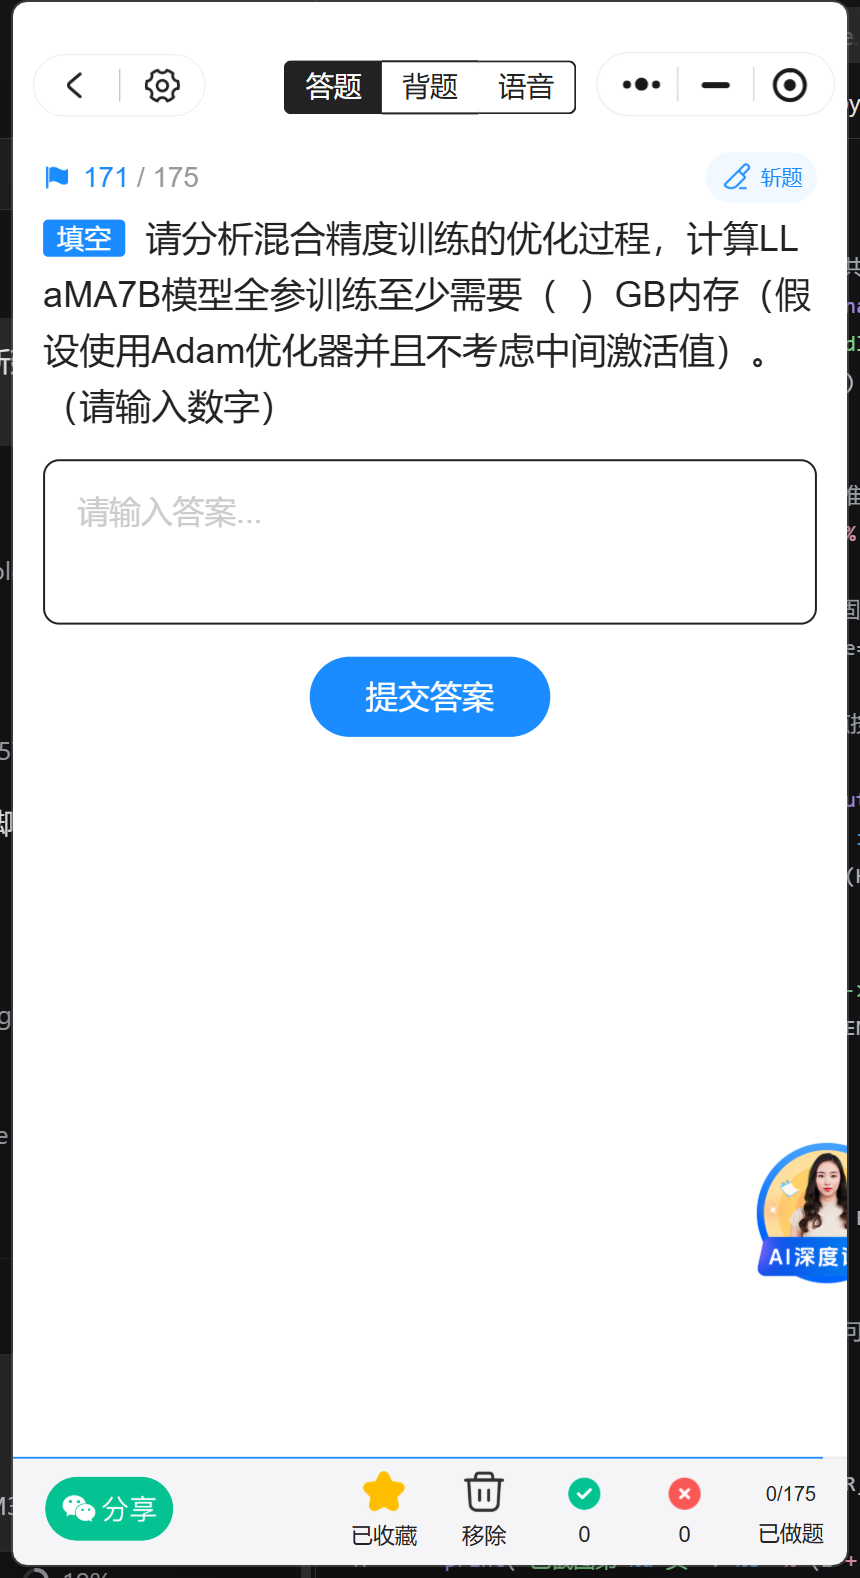 答题 背题 语音
171 / 175
斩题
填空 请分析混合精度训练的优化过程，计算LL
aMA7B模型全参训练至少需要（ ）GB内存（假
设使用Adam优化器并且不考虑中间激活值）。
（请输入数字）
请输入答案...
提交答案
AI深度
分享
已收藏
移除
0
0
0/175
已做题